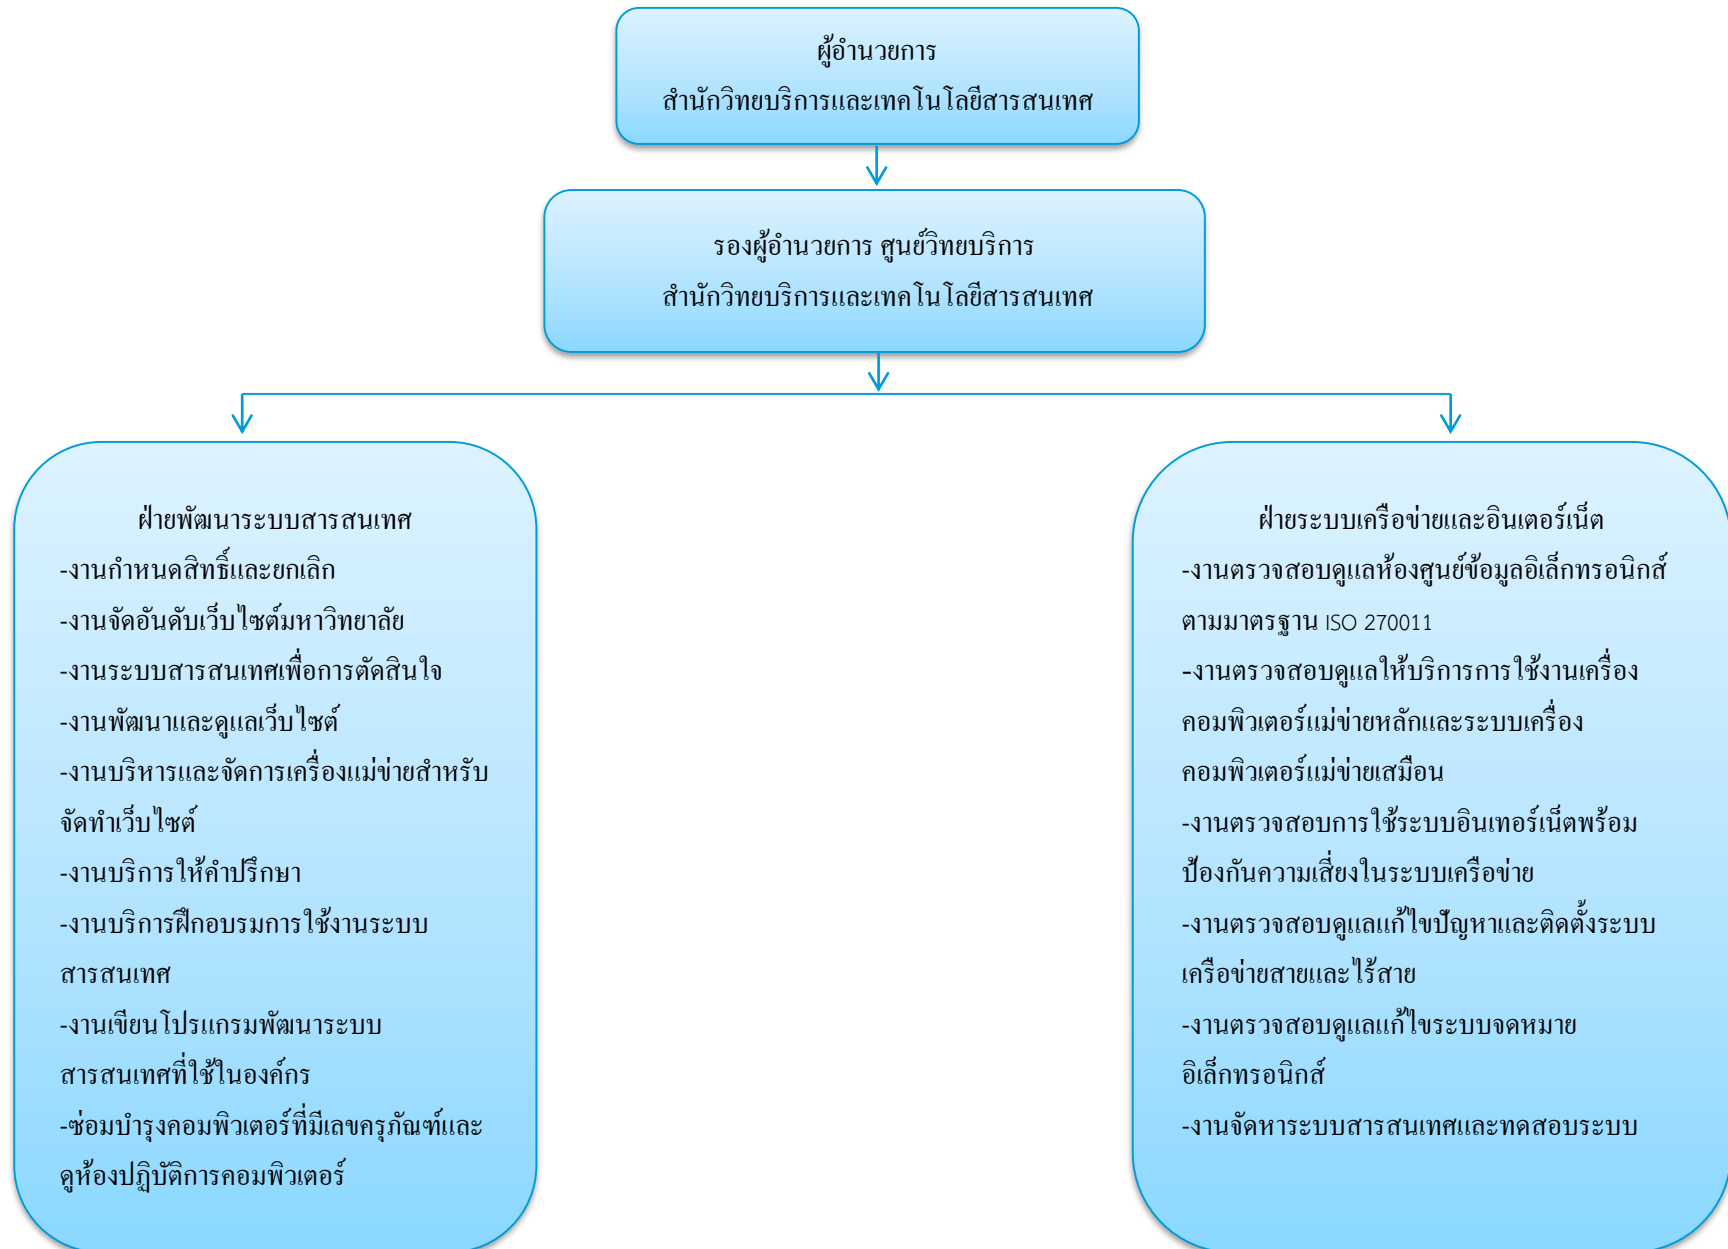 ผู้อำนวยการ
สำนักวิทยบริการและเทคโนโลยีสารสนเทศ
รองผู้อำนวยการ ศูนย์วิทยบริการ
สำนักวิทยบริการและเทคโนโลยีสารสนเทศ
ฝ่ายพัฒนาระบบสารสนเทศ
-งานกำหนดสิทธิ์และยกเลิก
-งานจัดอันดับเว็บไซต์มหาวิทยาลัย
-งานระบบสารสนเทศเพื่อการตัดสินใจ
-งานพัฒนาและดูแลเว็บไซต์
-งานบริหารและจัดการเครื่องแม่ข่ายสำหรับ
จัดทำเว็บไซต์
-งานบริการให้คำปรึกษา
-งานบริการฝึกอบรมการใช้งานระบบ
สารสนเทศ
-งานเขียนโปรแกรมพัฒนาระบบ
สารสนเทศที่ใช้ในองค์กร
-ซ่อมบำรุงคอมพิวเตอร์ที่มีเลขครุภัณฑ์และ
ดูห้องปฏิบัติการคอมพิวเตอร์
ฝ่ายระบบเครือข่ายและอินเตอร์เน็ต
-งานตรวจสอบดูแลห้องศูนย์ข้อมูลอิเล็กทรอนิกส์
ตามมาตรฐาน ISO 270011
-งานตรวจสอบดูแลให้บริการการใช้งานเครื่อง
คอมพิวเตอร์แม่ข่ายหลักและระบบเครื่อง
คอมพิวเตอร์แม่ข่ายเสมือน
-งานตรวจสอบการใช้ระบบอินเทอร์เน็ตพร้อม
ป้องกันความเสี่ยงในระบบเครือข่าย
-งานตรวจสอบดูแลแก้ไขปัญหาและติดตั้งระบบ
เครือข่ายสายและไร้สาย
-งานตรวจสอบดูแลแก้ไขระบบจดหมาย
อิเล็กทรอนิกส์
-งานจัดหาระบบสารสนเทศและทดสอบระบบ